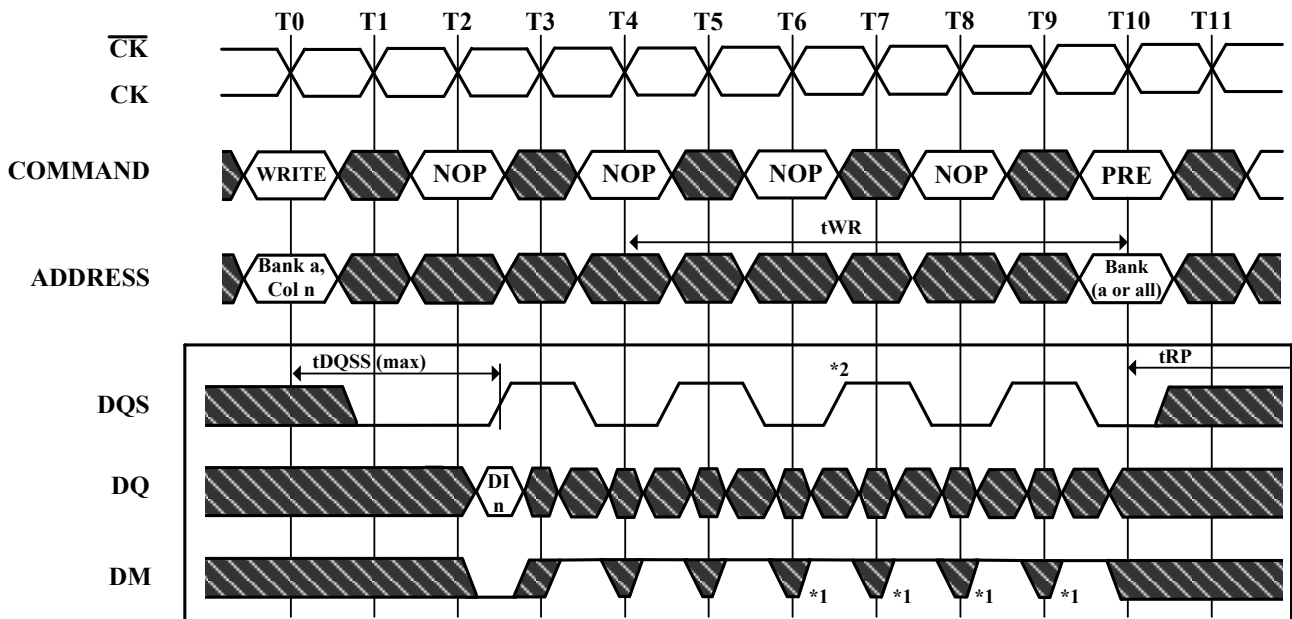 T0 T1 T2 T3 T4 T5 T6 T7 T8 T9 T10 T11
CK
CK
COMMAND WRITE NOP NOP NOP NOP PRE
tWR
ADDRESS Bank a, Col n Bank (a or all)
tDQSS (max) *2 tRP
DQS
DQ DI n
DM *1 *1 *1 *1